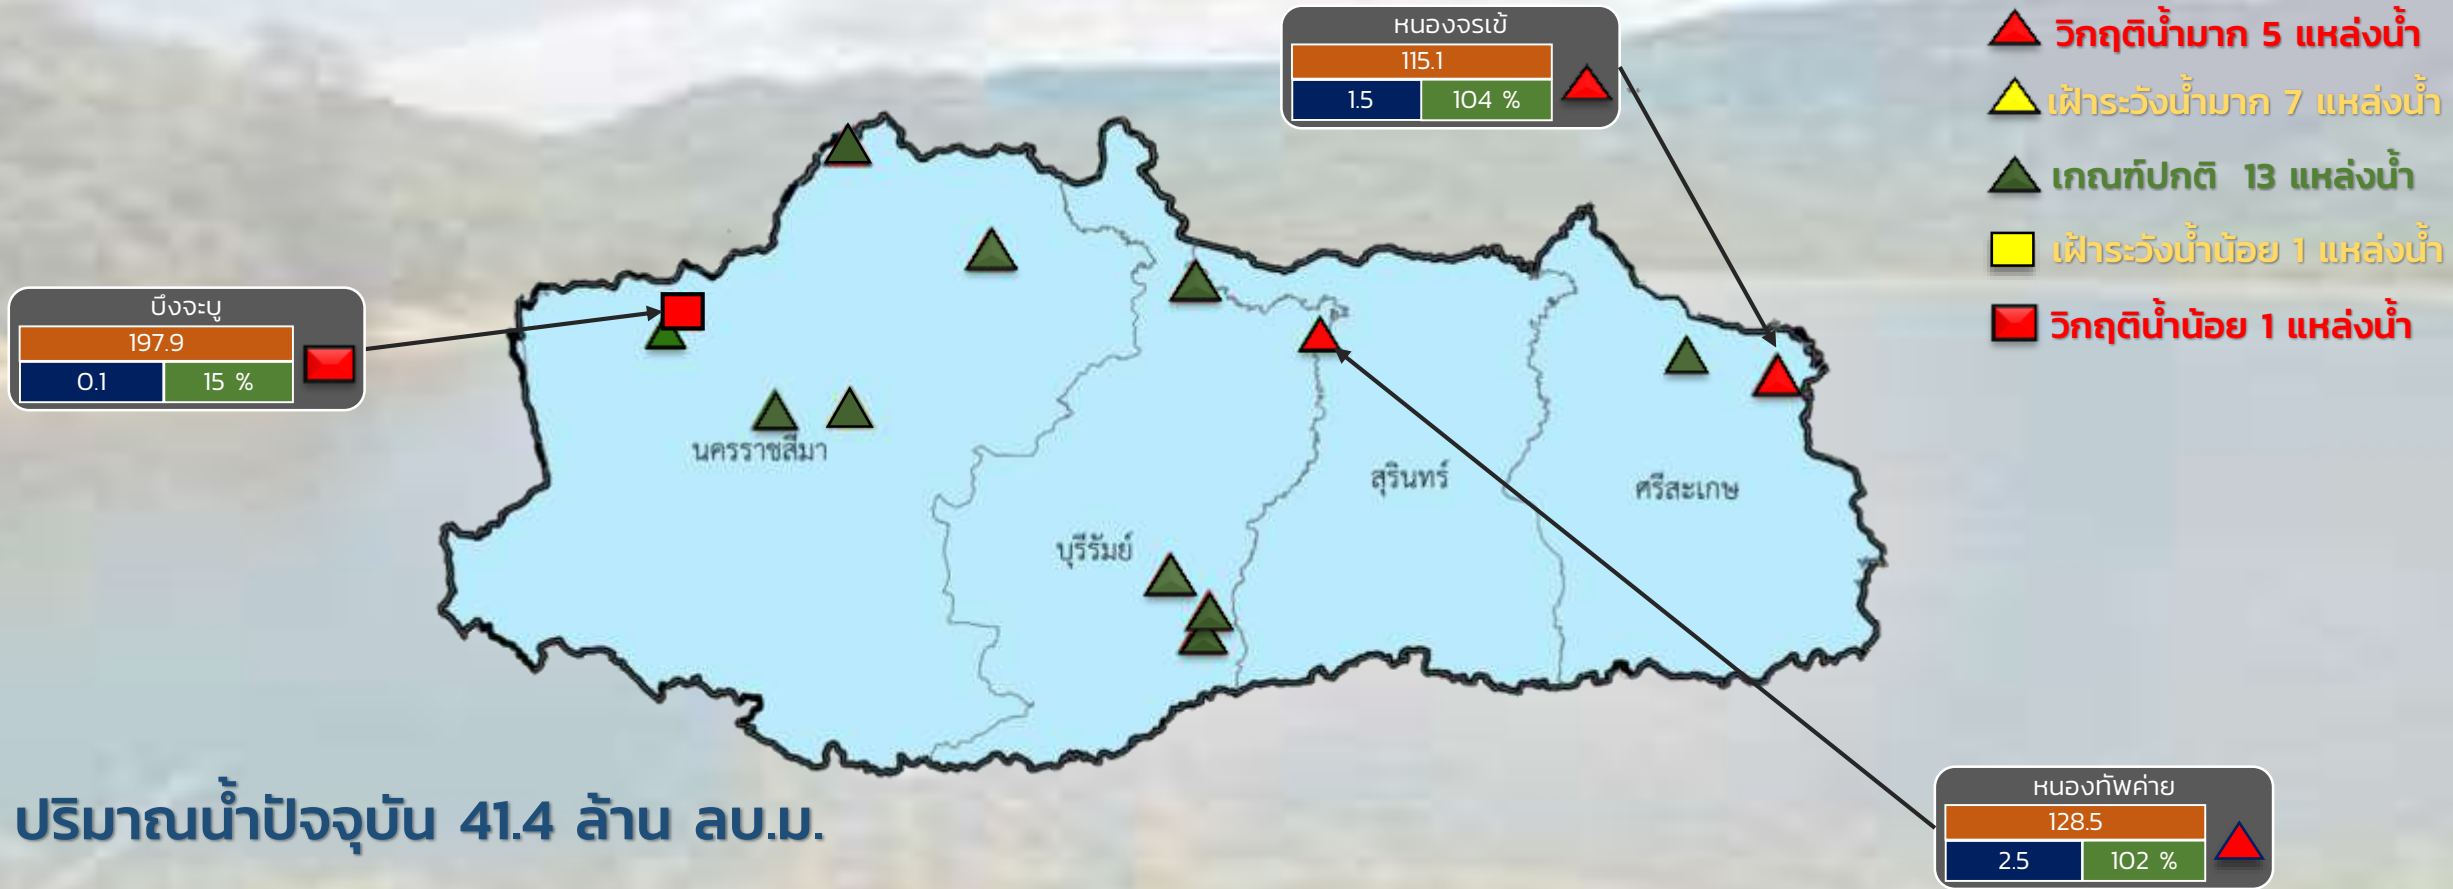 หนองจรเข้
115.1
1.5 104 %
วิกฤติน้ำมาก 5 แหล่งน้ำ
เฝ้าระวังน้ำมาก 7 แหล่งน้ำ
เกณฑ์ปกติ 13 แหล่งน้ำ
เฝ้าระวังน้ำน้อย 1 แหล่งน้ำ
วิกฤติน้ำน้อย 1 แหล่งน้ำ
บึงจะบู
197.9
0.1 15 %
นครราชสีมา
บุรีรัมย์
สุรินทร์
ศรีสะเกษ
ปริมาณน้ำปัจจุบัน 41.4 ล้าน ลบ.ม.
หนองทัพค่าย
128.5
2.5 102 %